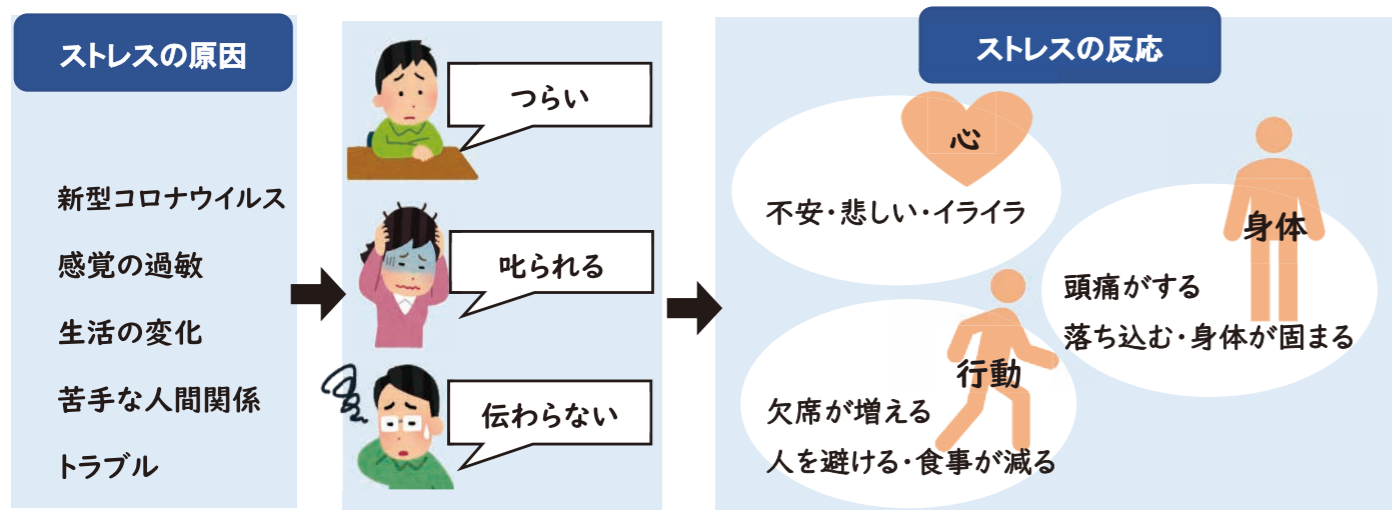 ストレスの原因
新型コロナウイルス
感覚の過敏
生活の変化
苦手な人間関係
トラブル
つらい
叱られる
伝わらない
ストレスの反応
心
不安・悲しい・イライラ
身体
頭痛がする
落ち込む・身体が固まる
行動
欠席が増える
人を避ける・食事が減る